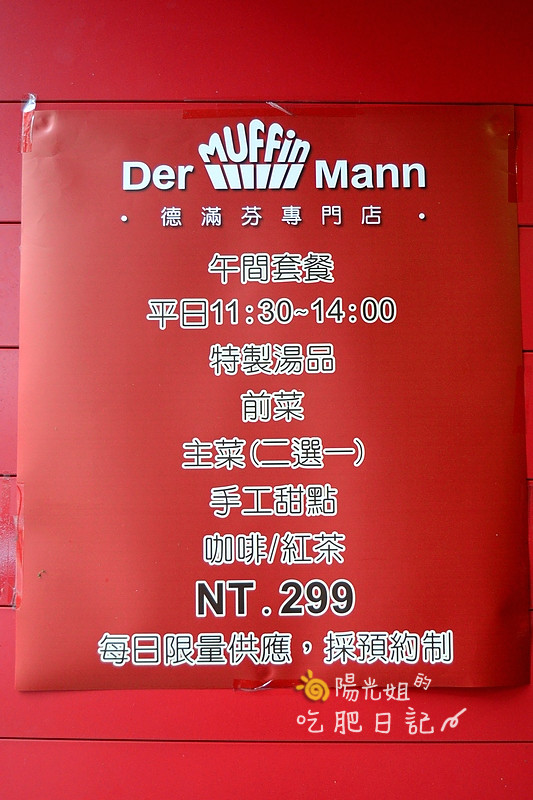 Der MUFFin Mann
• 德滿芬專門店 •
午間套餐
平日11:30~14:00
特製湯品
前菜
主菜(二選一)
手工甜點
咖啡/紅茶
NT.299
每日限量供應，採預約制
陽光姐的
吃肥日記